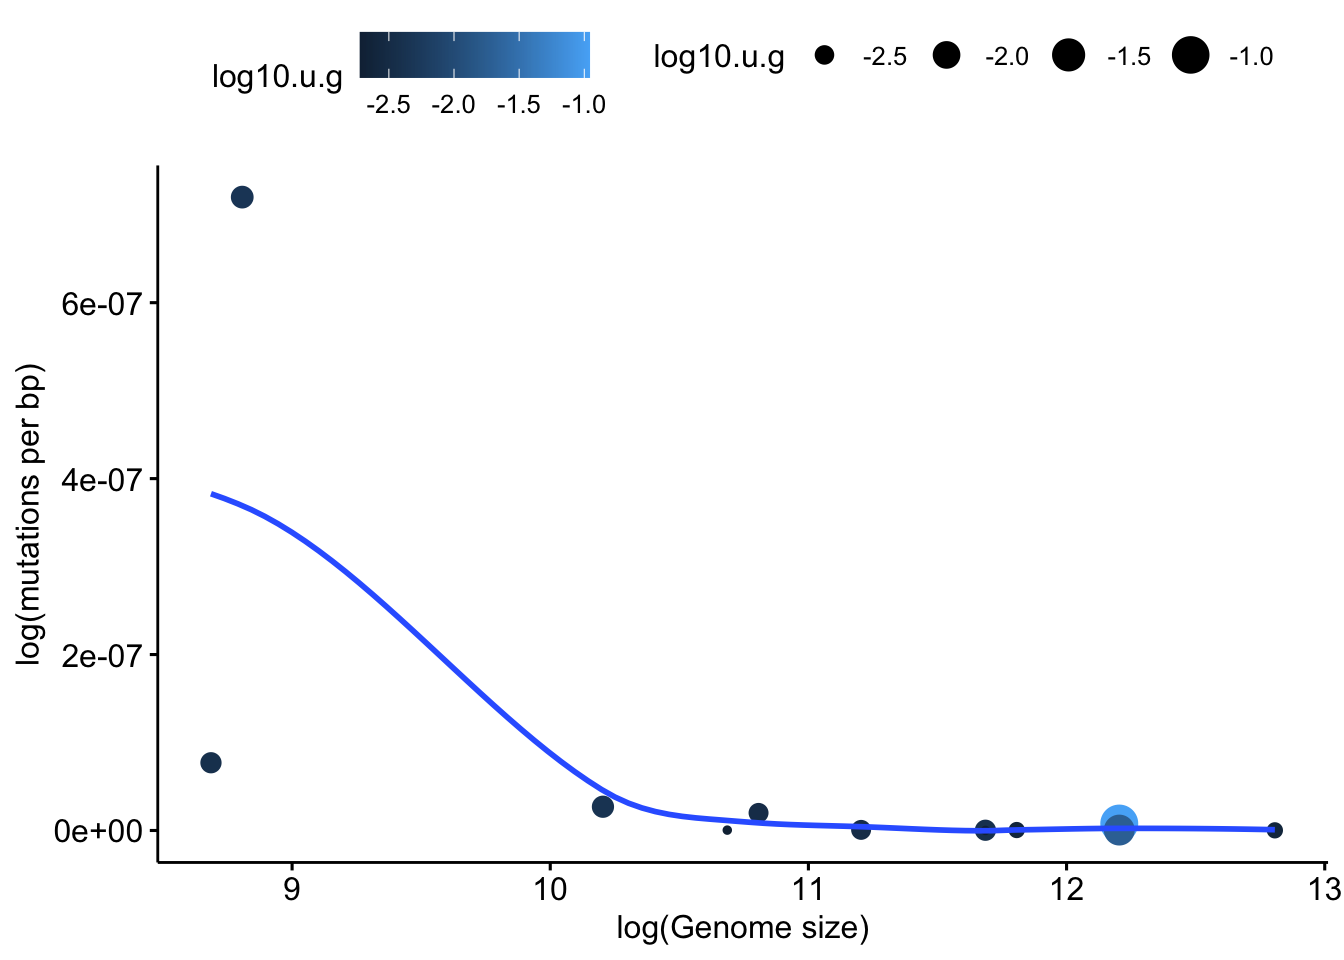 log10.u.g
-2.5 -2.0 -1.5 -1.0
log10.u.g -2.5 -2.0 -1.5 -1.0
log(mutations per bp)
6e-07
4e-07
2e-07
0e+00
9 10 11 12 13
log(Genome size)